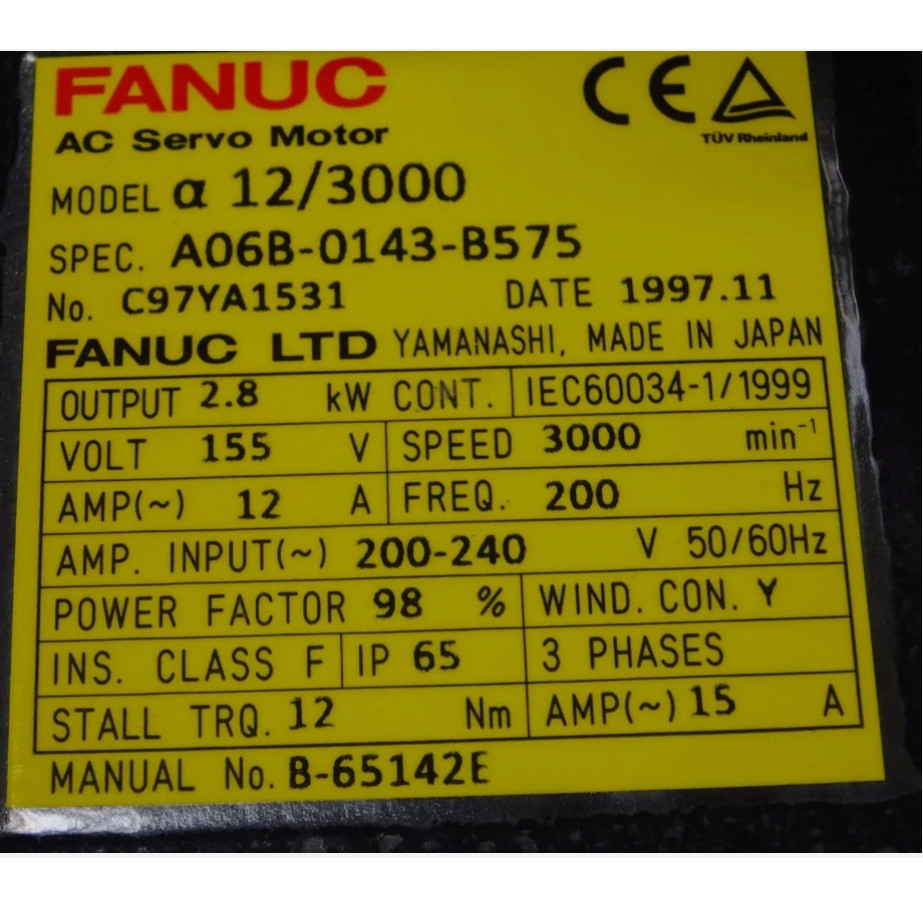 FANUC CE
AC Servo Motor TÜV Rheinland
MODEL α 12/3000
SPEC. A06B-0143-B575
No. C97YA1531 DATE 1997.11
FANUC LTD YAMANASHI, MADE IN JAPAN
OUTPUT 2.8 kW CONT. IEC60034-1/1999
VOLT 155 V SPEED 3000 min⁻¹
AMP(~) 12 A FREQ. 200 Hz
AMP. INPUT(~) 200-240 V 50/60Hz
POWER FACTOR 98 % WIND. CON. Y
INS. CLASS F IP 65 3 PHASES
STALL TRQ. 12 Nm AMP(~) 15 A
MANUAL No. B-65142E